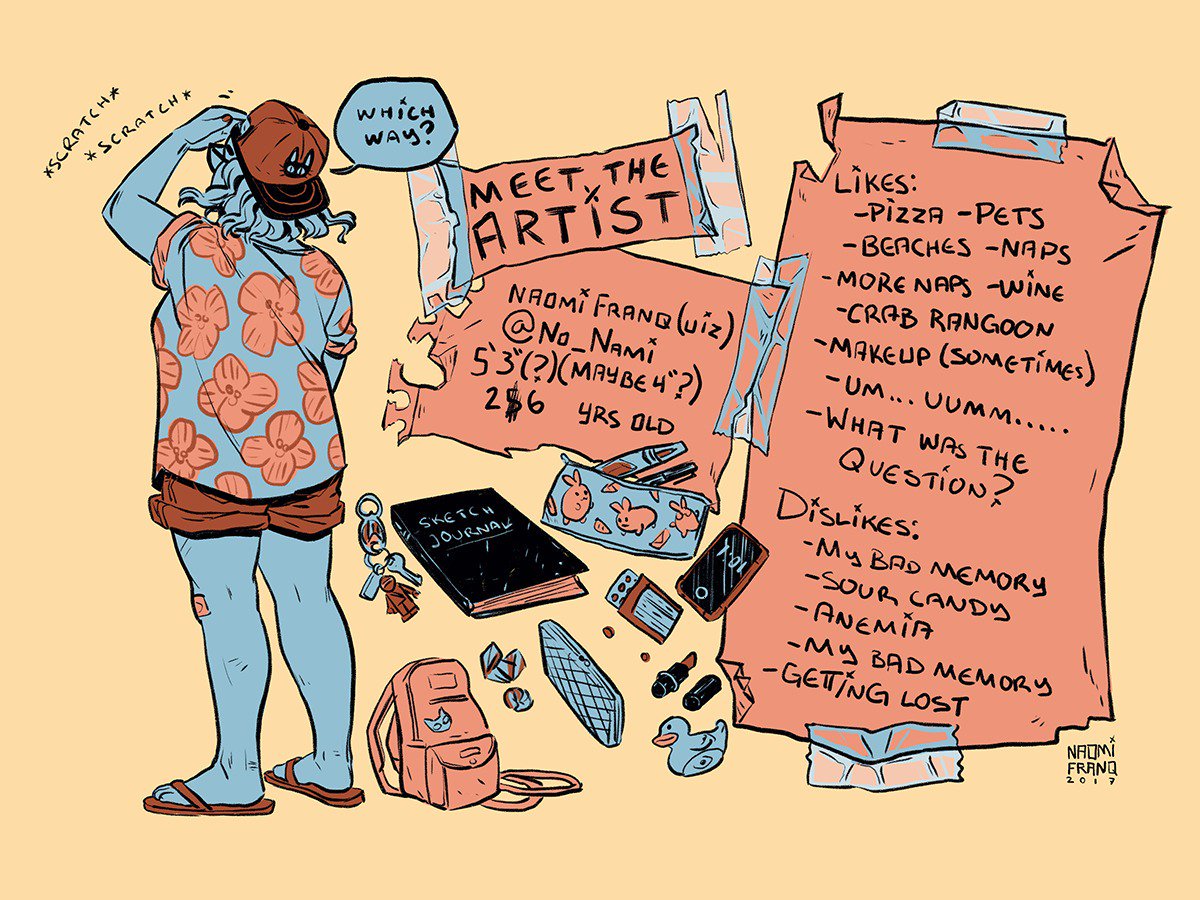 *SCRATCH*
*SCRATCH*
WHICH
WAY?
MEET THE
ARTIST
NAOMI FRANQ(UIZ)
@NO_NAMI
5'3"(?)(MAYBE 4"?)
26 YRS OLD
SKETCH
JOURNAL
LIKES:
-PIZZA -PETS
-BEACHES -NAPS
-MORE NAPS -WINE
-CRAB RANGOON
-MAKEUP (SOMETIMES)
-UM... UUMM.....
-WHAT WAS THE
QUESTION?
DISLIKES:
-MY BAD MEMORY
-SOUR CANDY
-ANEMIA
-MY BAD MEMORY
-GETTING LOST
NAOMI
FRANQ
2017